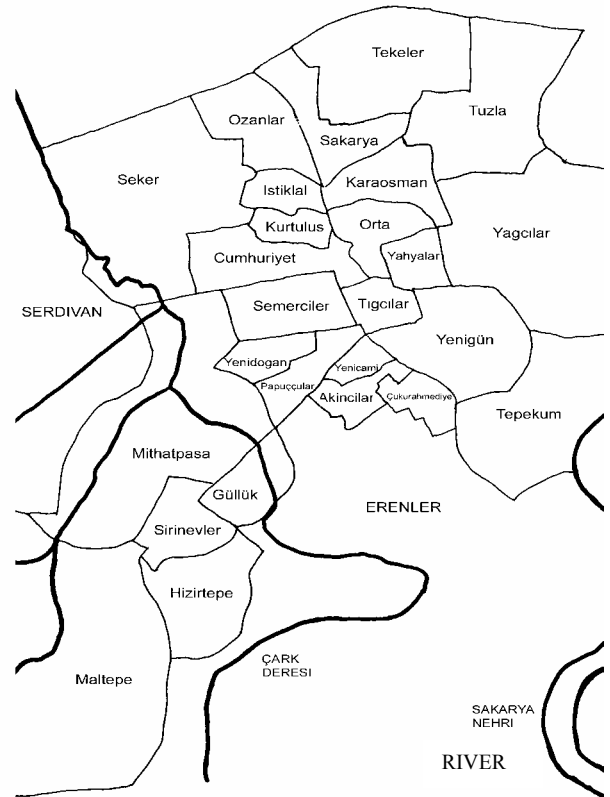 Tekeler
Tuzla
Ozanlar
Sakarya
Seker
Istiklal
Karaosman
Kurtulus
Orta
Yagcılar
Cumhuriyet
Yahyalar
SERDIVAN
Semerciler
Tıgcılar
Yenigün
Yenidogan
Yenicami
Papuççular
Akincilar
Çukurahmediye
Tepekum
Mithatpasa
Güllük
ERENLER
Sirinevler
Hizirtepe
ÇARK
DERESI
Maltepe
SAKARYA
NEHRI
RIVER